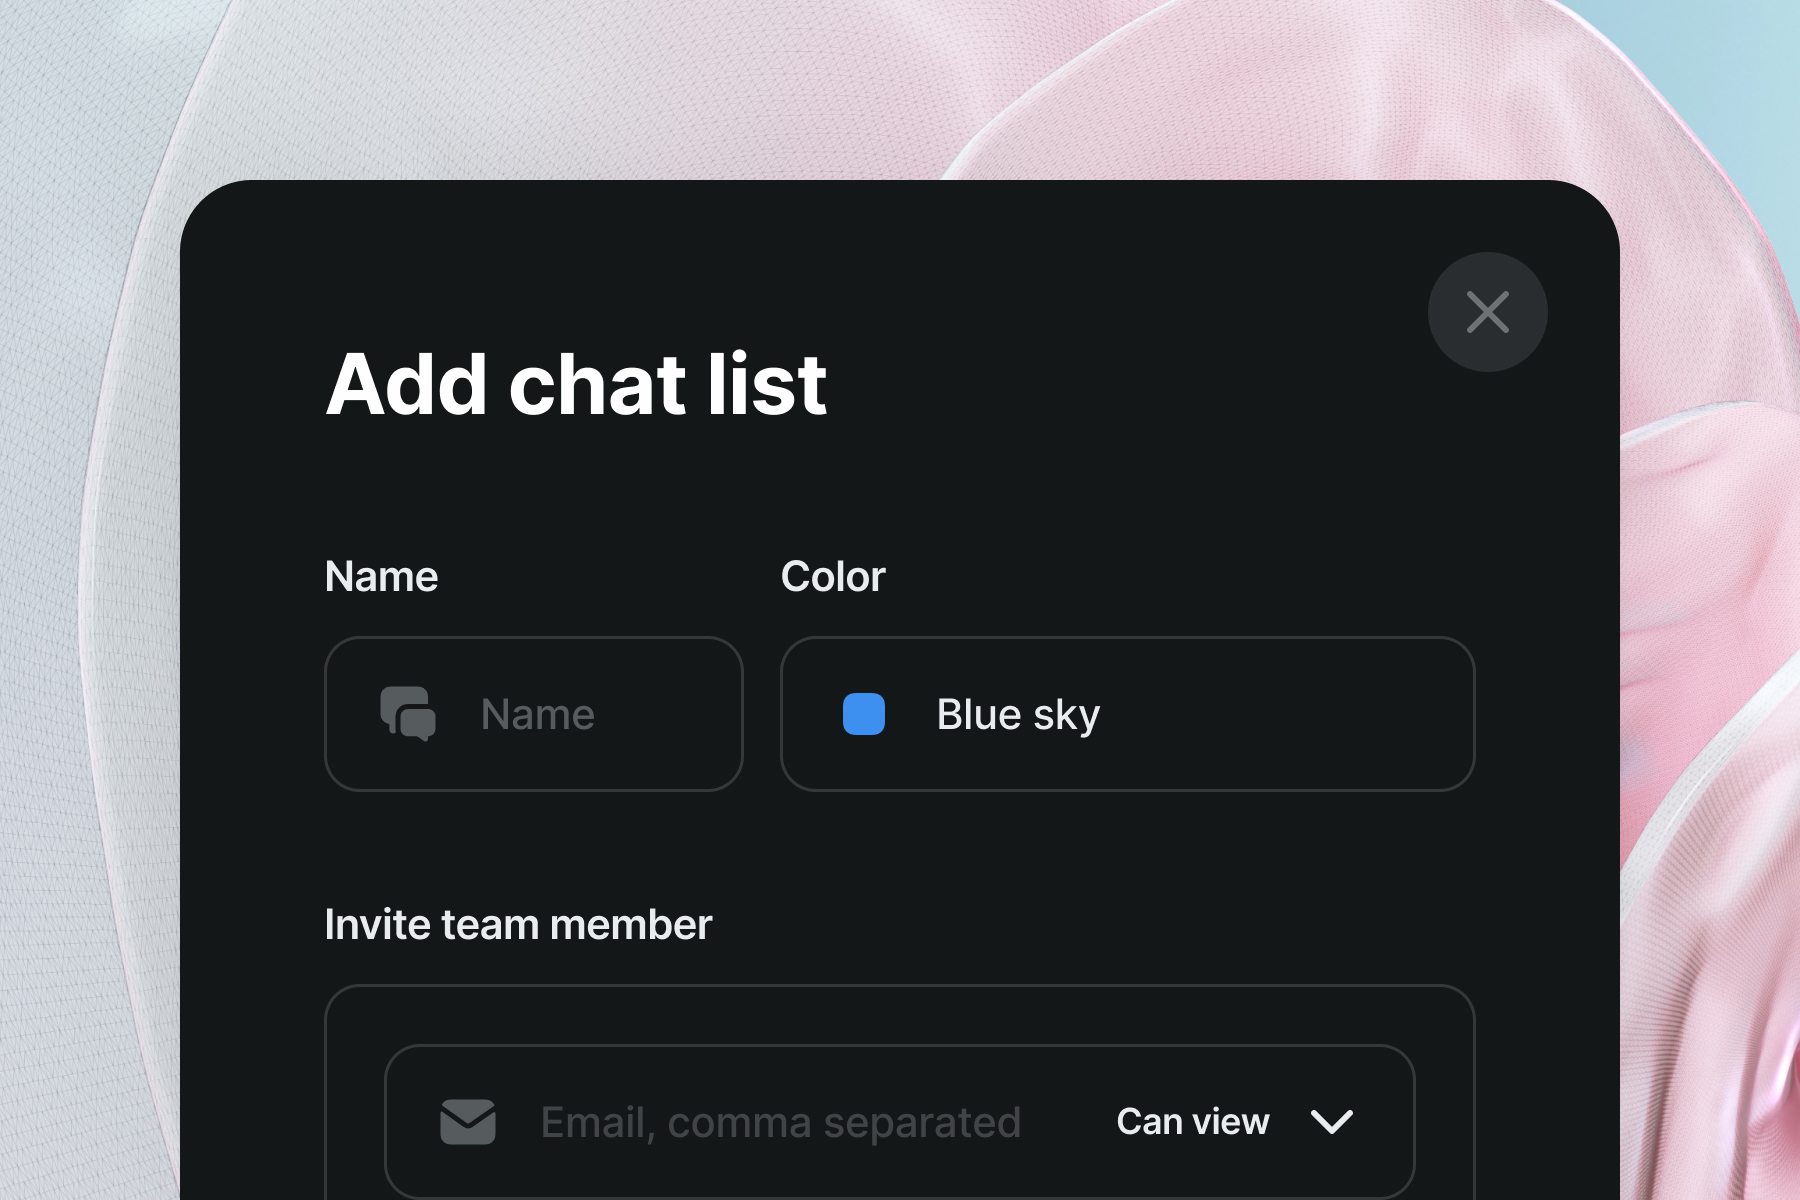 Add chat list
Name
Color
Name
Blue sky
Invite team member
Email, comma separated
Can view